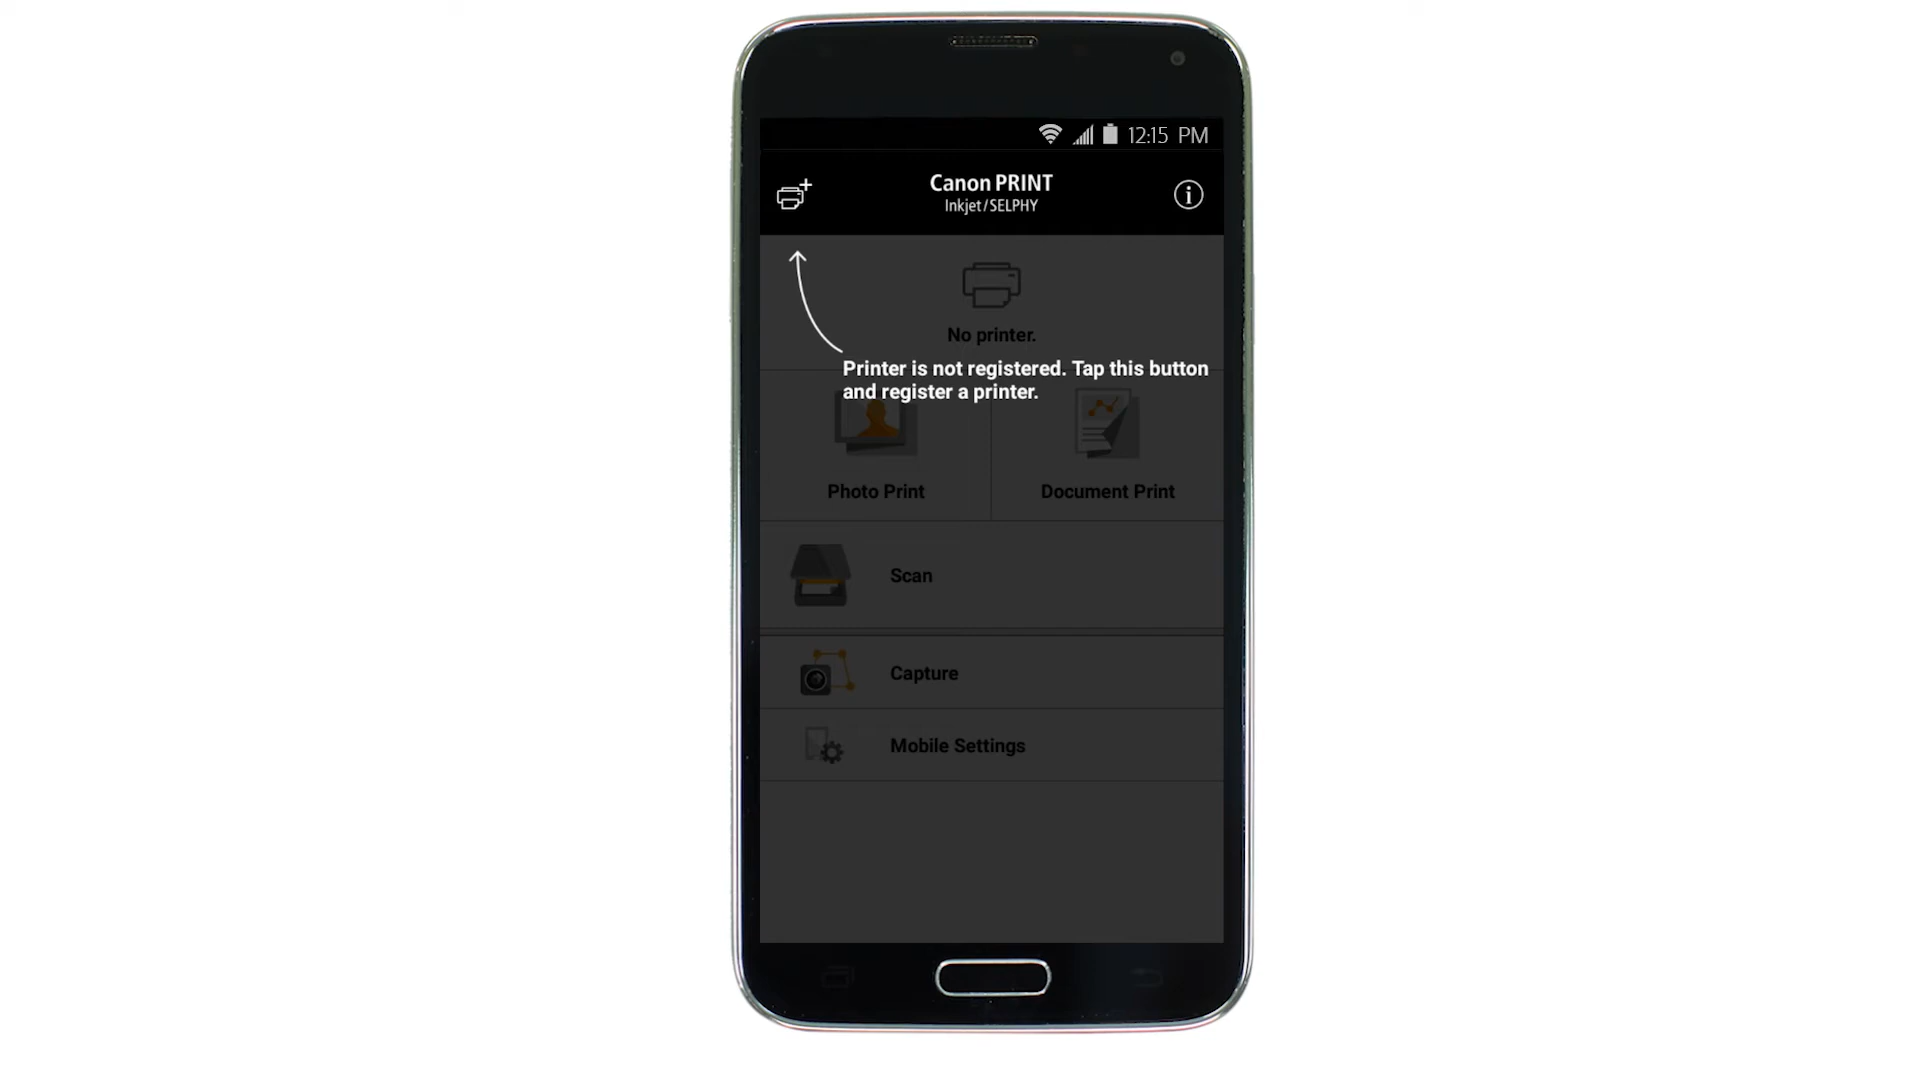 12:15 PM
Canon PRINT
Inkjet/SELPHY
No printer.
Printer is not registered. Tap this button
and register a printer.
Photo Print
Document Print
Scan
Capture
Mobile Settings